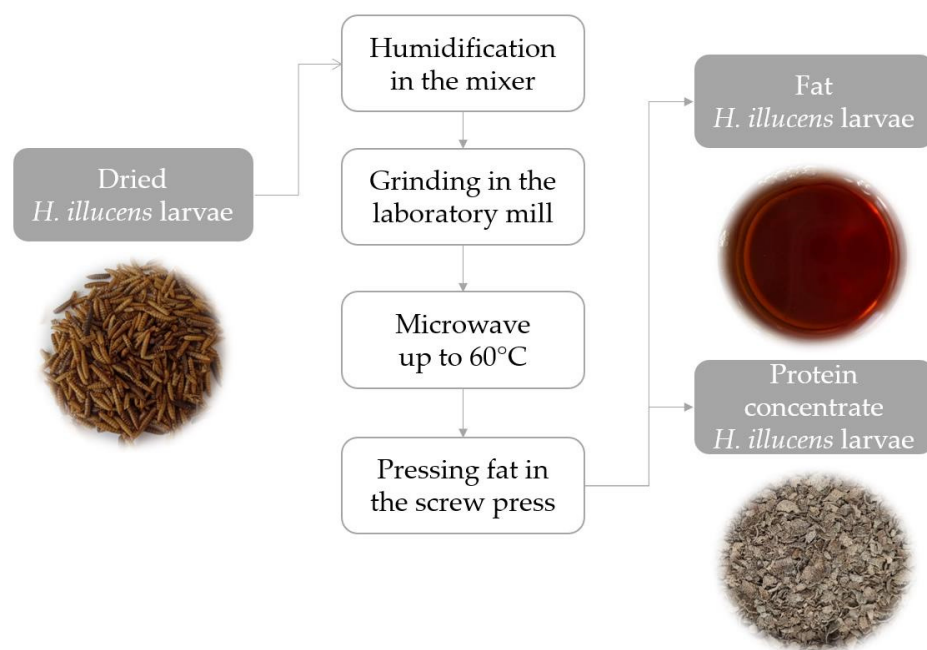 Dried
H. illucens larvae
Humidification
in the mixer
Grinding in the
laboratory mill
Microwave
up to 60°C
Pressing fat in
the screw press
Fat
H. illucens larvae
Protein
concentrate
H. illucens larvae